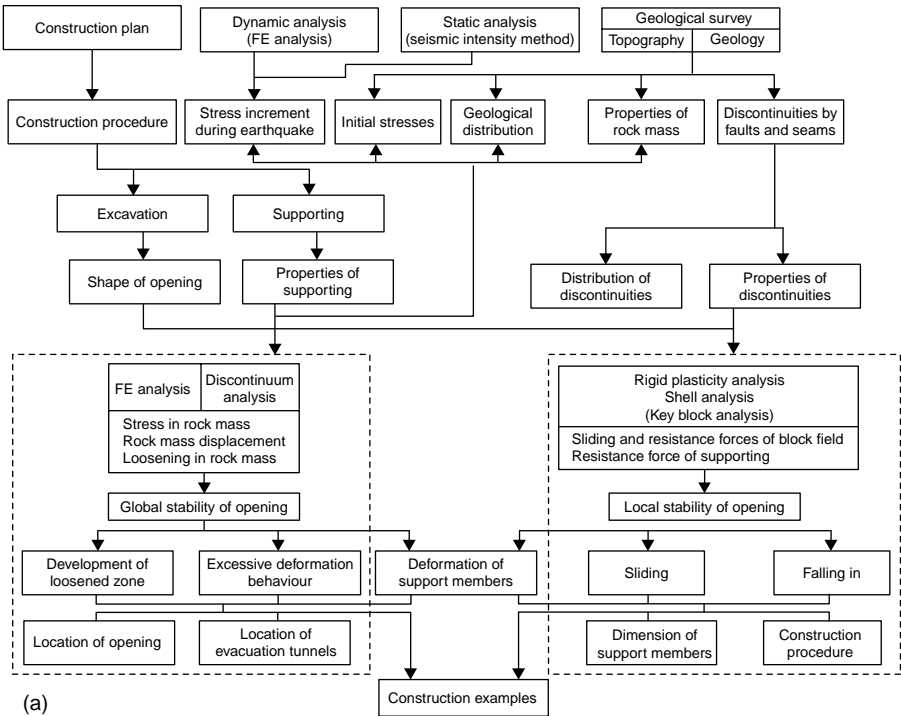 Construction plan
Dynamic analysis
(FE analysis)
Static analysis
(seismic intensity method)
Geological survey
Topography
Geology
Construction procedure
Stress increment
during earthquake
Initial stresses
Geological
distribution
Properties of
rock mass
Discontinuities by
faults and seams
Excavation
Supporting
Shape of opening
Properties of
supporting
Distribution of
discontinuities
Properties of
discontinuities
FE analysis
Discontinuum
analysis
Stress in rock mass
Rock mass displacement
Loosening in rock mass
Rigid plasticity analysis
Shell analysis
(Key block analysis)
Sliding and resistance forces of block field
Resistance force of supporting
Global stability of opening
Local stability of opening
Development of
loosened zone
Excessive deformation
behaviour
Deformation of
support members
Sliding
Falling in
Location of opening
Location of
evacuation tunnels
Dimension of
support members
Construction
procedure
Construction examples
(a)